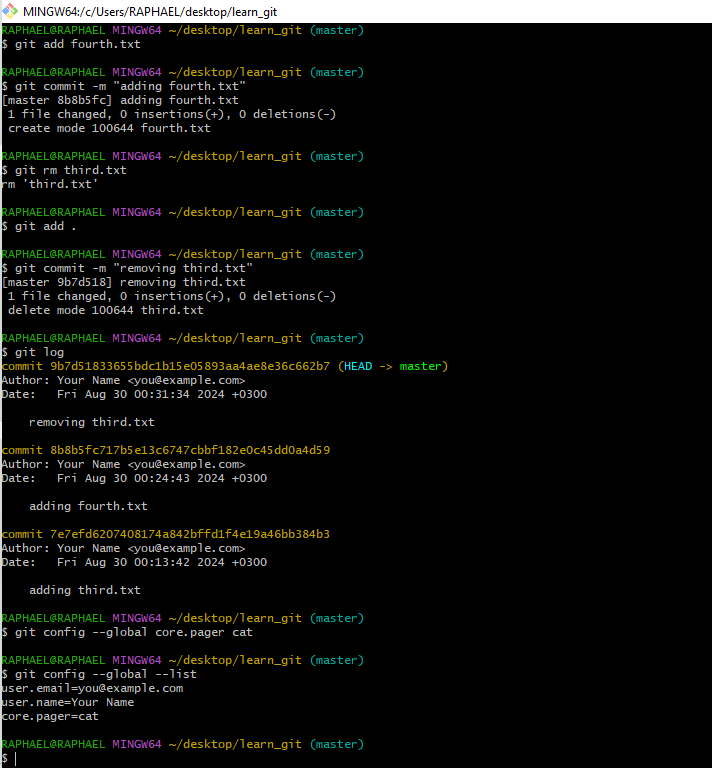 MINGW64:/c/Users/RAPHAEL/desktop/learn_git
RAPHAEL@RAPHAEL MINGW64 ~/desktop/learn_git (master)
$ git add fourth.txt
RAPHAEL@RAPHAEL MINGW64 ~/desktop/learn_git (master)
$ git commit -m "adding fourth.txt"
[master 8b8b5fc] adding fourth.txt
 1 file changed, 0 insertions(+), 0 deletions(-)
 create mode 100644 fourth.txt
RAPHAEL@RAPHAEL MINGW64 ~/desktop/learn_git (master)
$ git rm third.txt
rm 'third.txt'
RAPHAEL@RAPHAEL MINGW64 ~/desktop/learn_git (master)
$ git add .
RAPHAEL@RAPHAEL MINGW64 ~/desktop/learn_git (master)
$ git commit -m "removing third.txt"
[master 9b7d518] removing third.txt
 1 file changed, 0 insertions(+), 0 deletions(-)
 delete mode 100644 third.txt
RAPHAEL@RAPHAEL MINGW64 ~/desktop/learn_git (master)
$ git log
commit 9b7d51833655bdc1b15e05893aa4ae8e36c662b7 (HEAD -> master)
Author: Your Name <you@example.com>
Date:   Fri Aug 30 00:31:34 2024 +0300
    removing third.txt
commit 8b8b5fc717b5e13c6747cbbf182e0c45dd0a4d59
Author: Your Name <you@example.com>
Date:   Fri Aug 30 00:24:43 2024 +0300
    adding fourth.txt
commit 7e7efd6207408174a842bffd1f4e19a46bb384b3
Author: Your Name <you@example.com>
Date:   Fri Aug 30 00:13:42 2024 +0300
    adding third.txt
RAPHAEL@RAPHAEL MINGW64 ~/desktop/learn_git (master)
$ git config --global core.pager cat
RAPHAEL@RAPHAEL MINGW64 ~/desktop/learn_git (master)
$ git config --global --list
user.email=you@example.com
user.name=Your Name
core.pager=cat
RAPHAEL@RAPHAEL MINGW64 ~/desktop/learn_git (master)
$